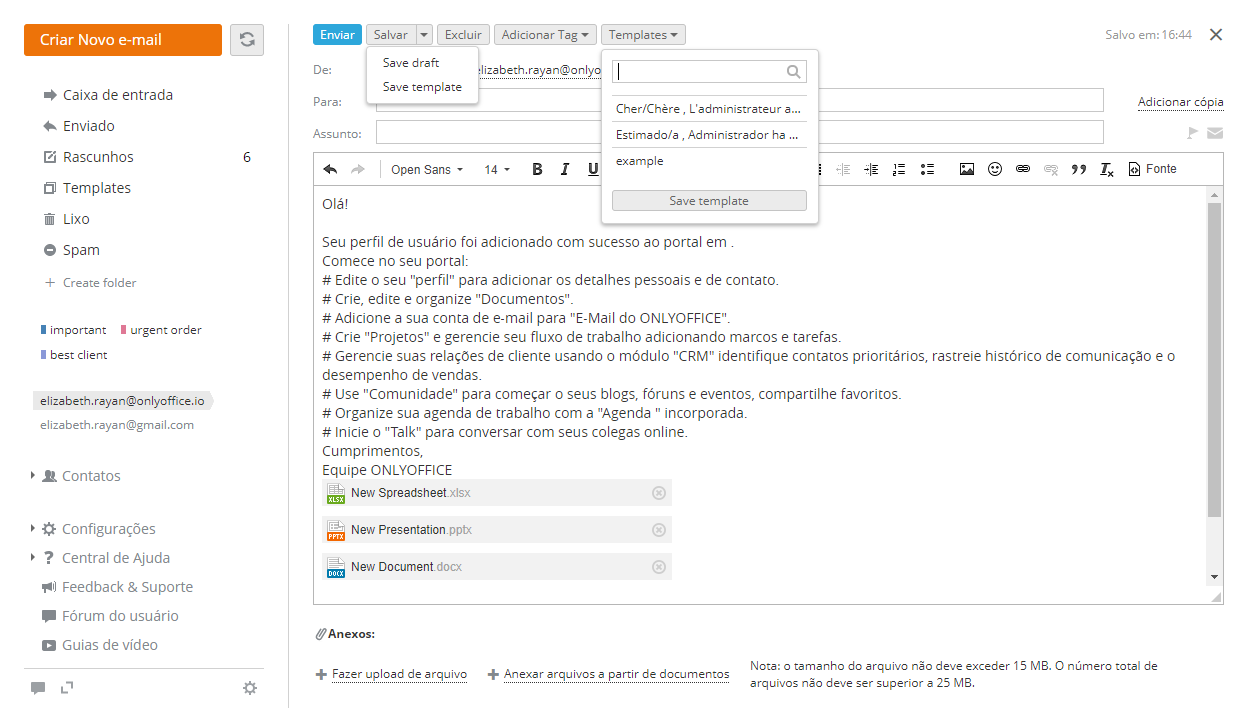 Criar Novo e-mail
Caixa de entrada
Enviado
Rascunhos 6
Templates
Lixo
Spam
Create folder
important urgent order
best client
elizabeth.rayan@onlyoffice.io
elizabeth.rayan@gmail.com
Contatos
Configurações
Central de Ajuda
Feedback & Suporte
Fórum do usuário
Guias de vídeo
Enviar Salvar Excluir Adicionar Tag Templates Salvo em: 16:44
Save draft
Save template
Cher/Chère , L'administrateur a...
Estimado/a , Administrador ha ...
example
Save template
De: elizabeth.rayan@onlyo
Para: Adicionar cópia
Assunto:
Open Sans 14 B I U Fonte
Olá!
Seu perfil de usuário foi adicionado com sucesso ao portal em .
Comece no seu portal:
# Edite o seu "perfil" para adicionar os detalhes pessoais e de contato.
# Crie, edite e organize "Documentos".
# Adicione a sua conta de e-mail para "E-Mail do ONLYOFFICE".
# Crie "Projetos" e gerencie seu fluxo de trabalho adicionando marcos e tarefas.
# Gerencie suas relações de cliente usando o módulo "CRM" identifique contatos prioritários, rastreie histórico de comunicação e o
desempenho de vendas.
# Use "Comunidade" para começar o seus blogs, fóruns e eventos, compartilhe favoritos.
# Organize sua agenda de trabalho com a "Agenda " incorporada.
# Inicie o "Talk" para conversar com seus colegas online.
Cumprimentos,
Equipe ONLYOFFICE
XLSX New Spreadsheet.xlsx
PPTX New Presentation.pptx
DOCX New Document.docx
Anexos:
Fazer upload de arquivo Anexar arquivos a partir de documentos
Nota: o tamanho do arquivo não deve exceder 15 MB. O número total de
arquivos não deve ser superior a 25 MB.